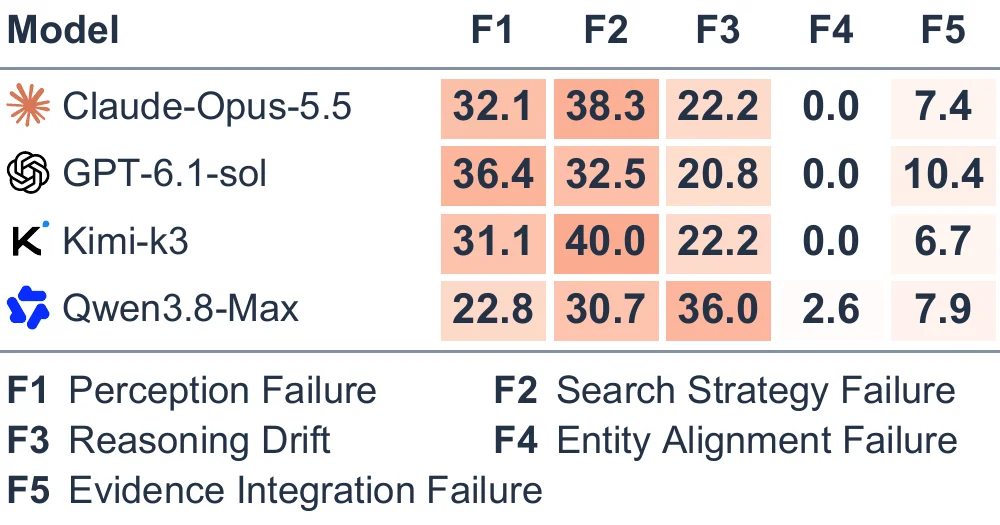 Model F1 F2 F3 F4 F5
Claude-Opus-5.5 32.1 38.3 22.2 0.0 7.4
GPT-6.1-sol 36.4 32.5 20.8 0.0 10.4
Kimi-k3 31.1 40.0 22.2 0.0 6.7
Qwen3.8-Max 22.8 30.7 36.0 2.6 7.9
F1 Perception Failure F2 Search Strategy Failure
F3 Reasoning Drift F4 Entity Alignment Failure
F5 Evidence Integration Failure